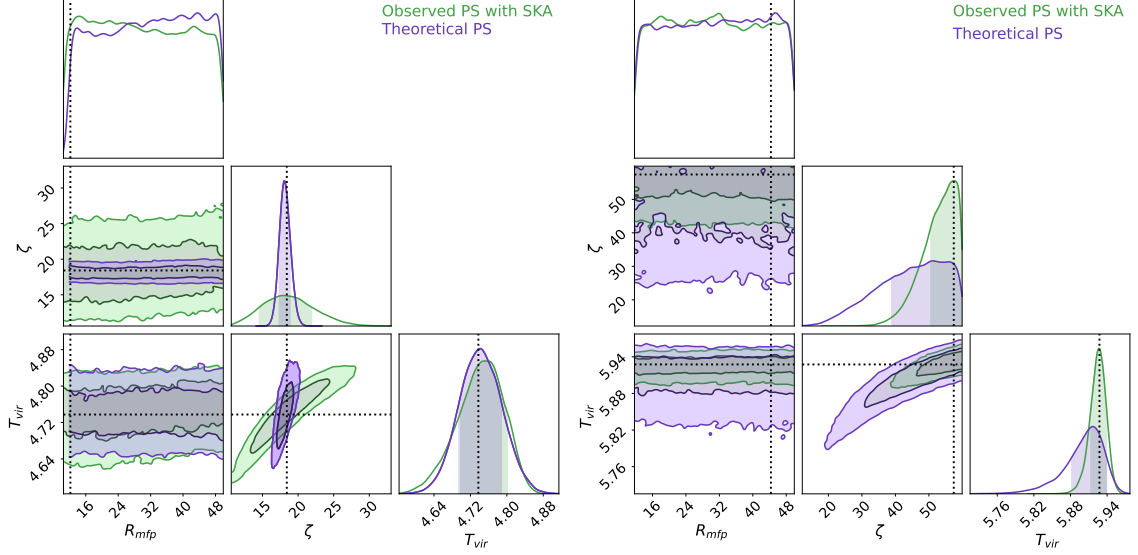 Observed PS with SKA
Theoretical PS
Observed PS with SKA
Theoretical PS
30
25
20
15
ζ
50
40
30
20
ζ
4.88
4.80
4.72
4.64
T_vir
5.94
5.88
5.82
5.76
T_vir
16 24 32 40 48
R_mfp
15 20 25 30
ζ
4.64 4.72 4.80 4.88
T_vir
16 24 32 40 48
R_mfp
20 30 40 50
ζ
5.76 5.82 5.88 5.94
T_vir